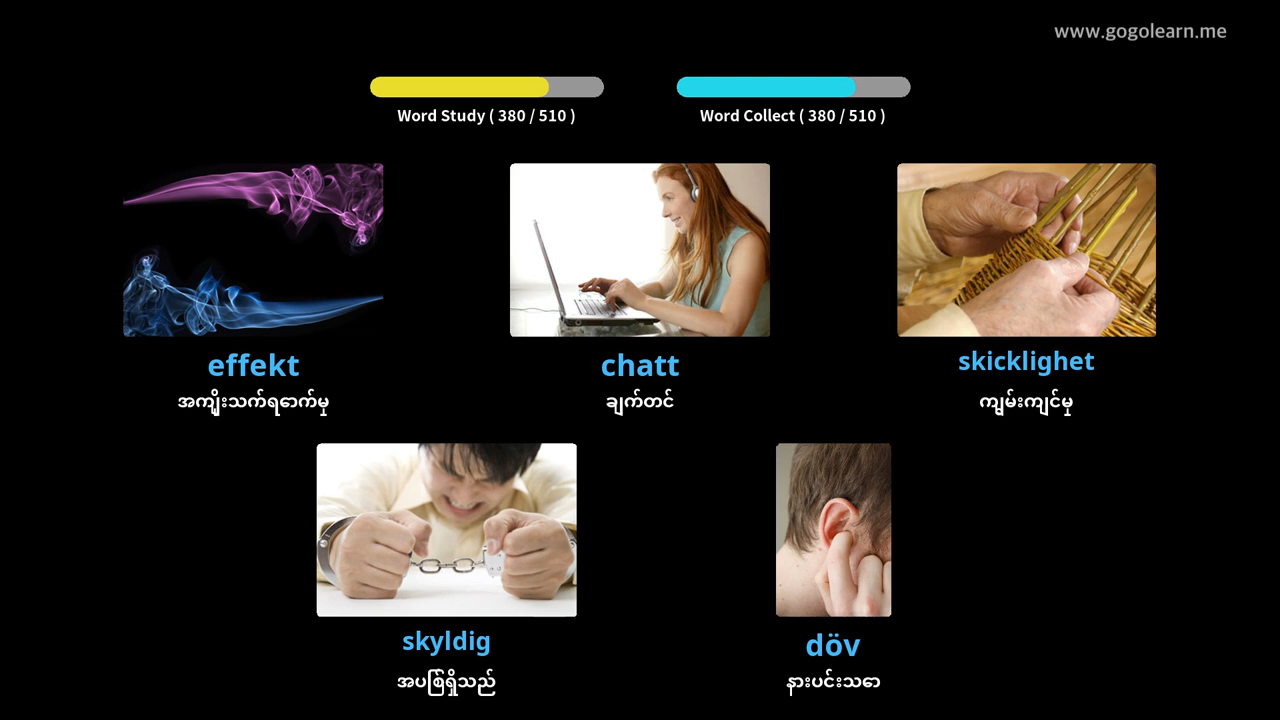 www.gogolearn.me
Word Study ( 380 / 510 )
Word Collect ( 380 / 510 )
effekt
chatt
skicklighet
အကျိုးသက်ရောက်မှု
ချက်တင်
ကျွမ်းကျင်မှု
skyldig
döv
အပြစ်ရှိသည်
နားပင်းသော